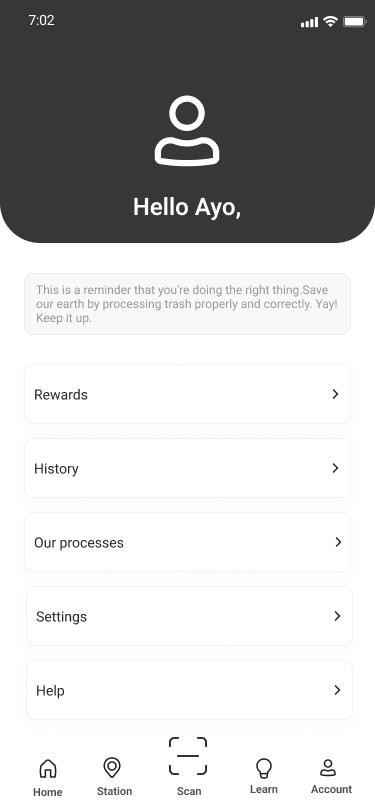 7:02
Hello Ayo,
This is a reminder that you're doing the right thing.Save
our earth by processing trash properly and correctly. Yay!
Keep it up.
Rewards
History
Our processes
Settings
Help
Home
Station
Scan
Learn
Account